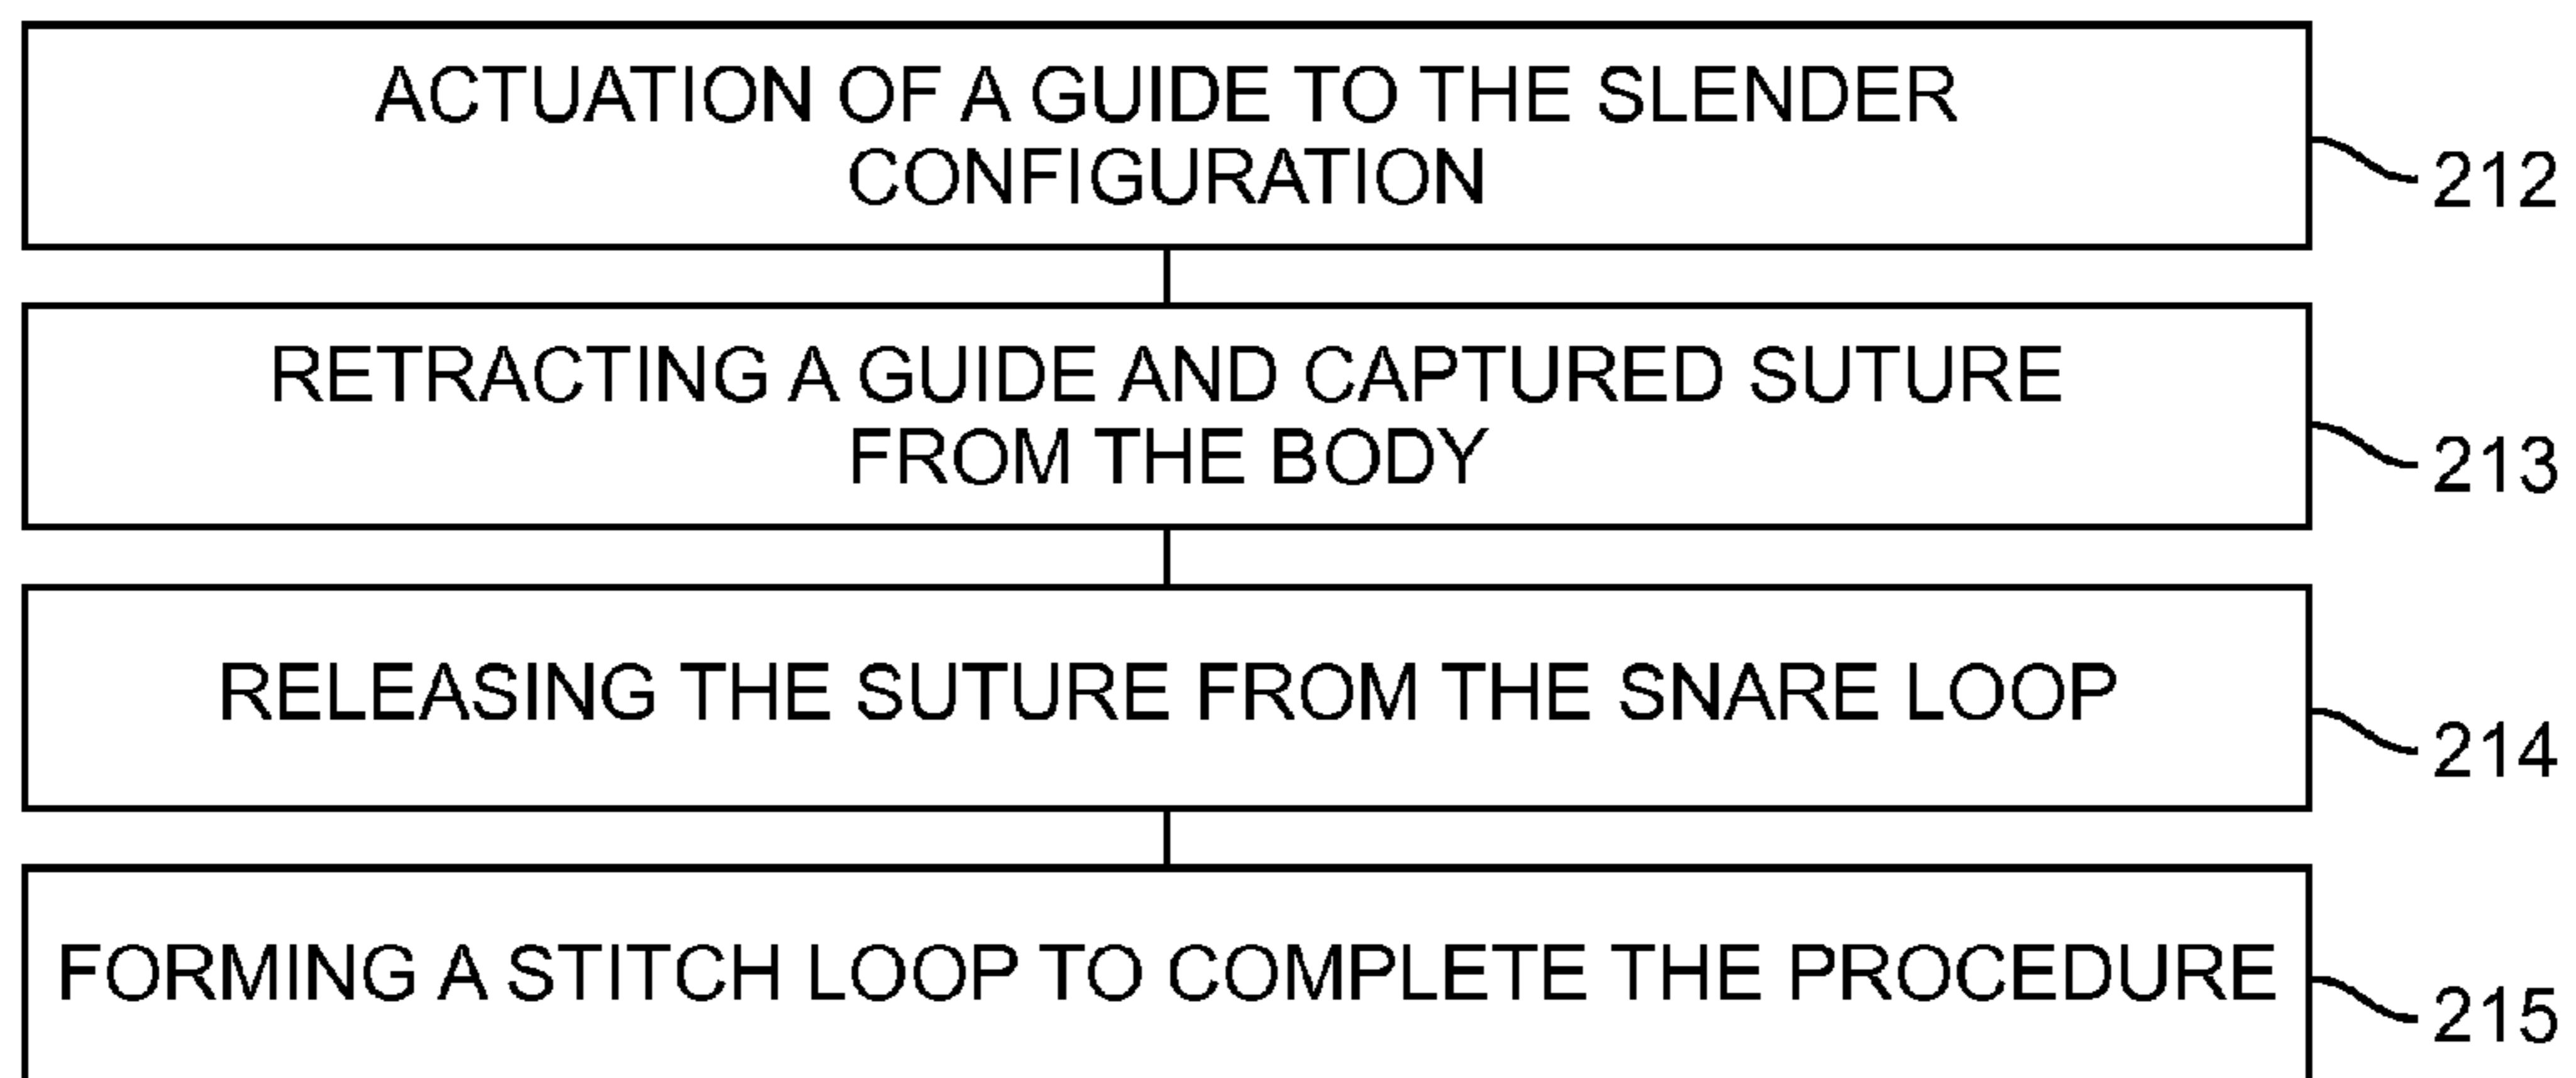 ACTUATION OF A GUIDE TO THE SLENDER
CONFIGURATION
212
RETRACTING A GUIDE AND CAPTURED SUTURE
FROM THE BODY
213
RELEASING THE SUTURE FROM THE SNARE LOOP
214
FORMING A STITCH LOOP TO COMPLETE THE PROCEDURE
215